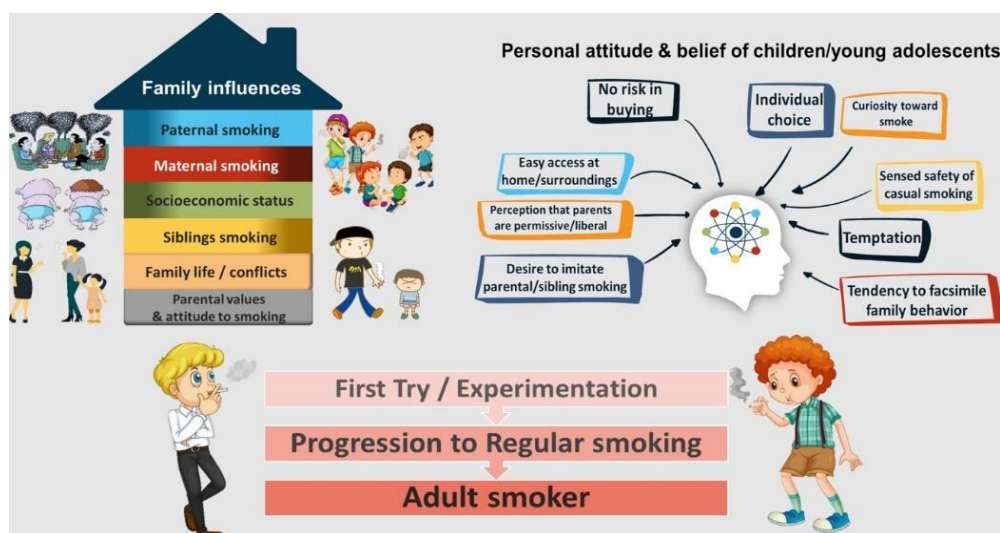 Family influences
Paternal smoking
Maternal smoking
Socioeconomic status
Siblings smoking
Family life / conflicts
Parental values
& attitude to smoking
Personal attitude & belief of children/young adolescents
No risk in
buying
Individual
choice
Curiosity toward
smoke
Easy access at
home/surroundings
Sensed safety of
casual smoking
Perception that parents
are permissive/liberal
Temptation
Desire to imitate
parental/sibling smoking
Tendency to facsimile
family behavior
First Try / Experimentation
Progression to Regular smoking
Adult smoker